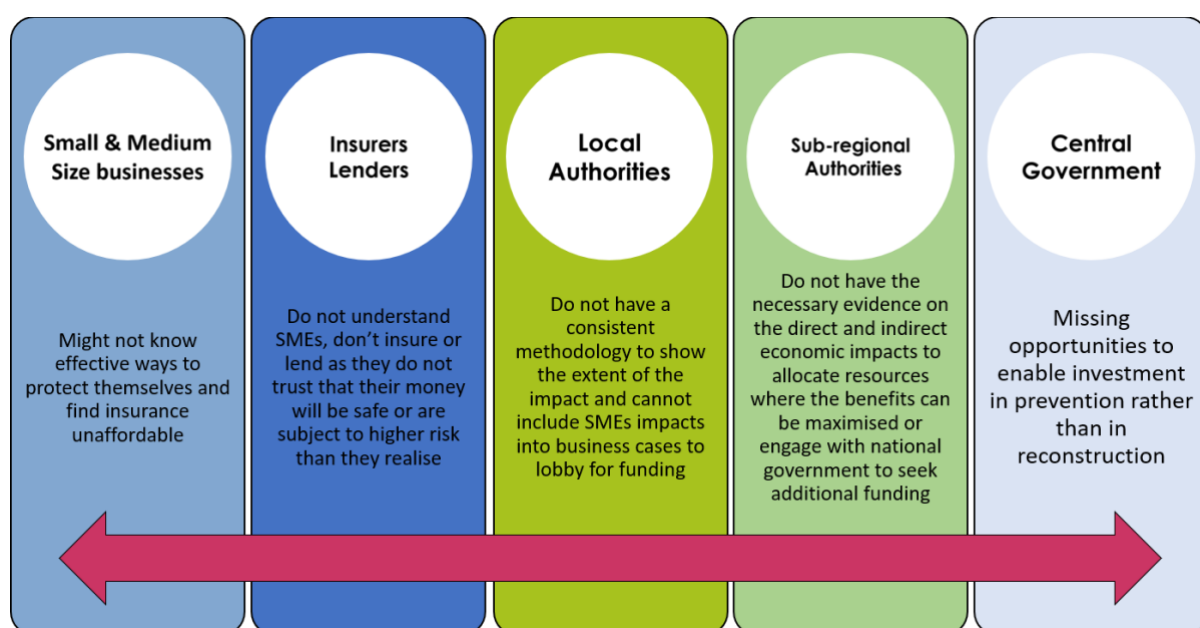 Small & Medium
Size businesses
Might not know
effective ways to
protect themselves and
find insurance
unaffordable
Insurers
Lenders
Do not understand
SMEs, don’t insure or
lend as they do not
trust that their money
will be safe or are
subject to higher risk
than they realise
Local
Authorities
Do not have a
consistent
methodology to show
the extent of the
impact and cannot
include SMEs impacts
into business cases to
lobby for funding
Sub-regional
Authorities
Do not have the
necessary evidence on
the direct and indirect
economic impacts to
allocate resources
where the benefits can
be maximised or
engage with national
government to seek
additional funding
Central
Government
Missing
opportunities to
enable investment
in prevention rather
than in
reconstruction